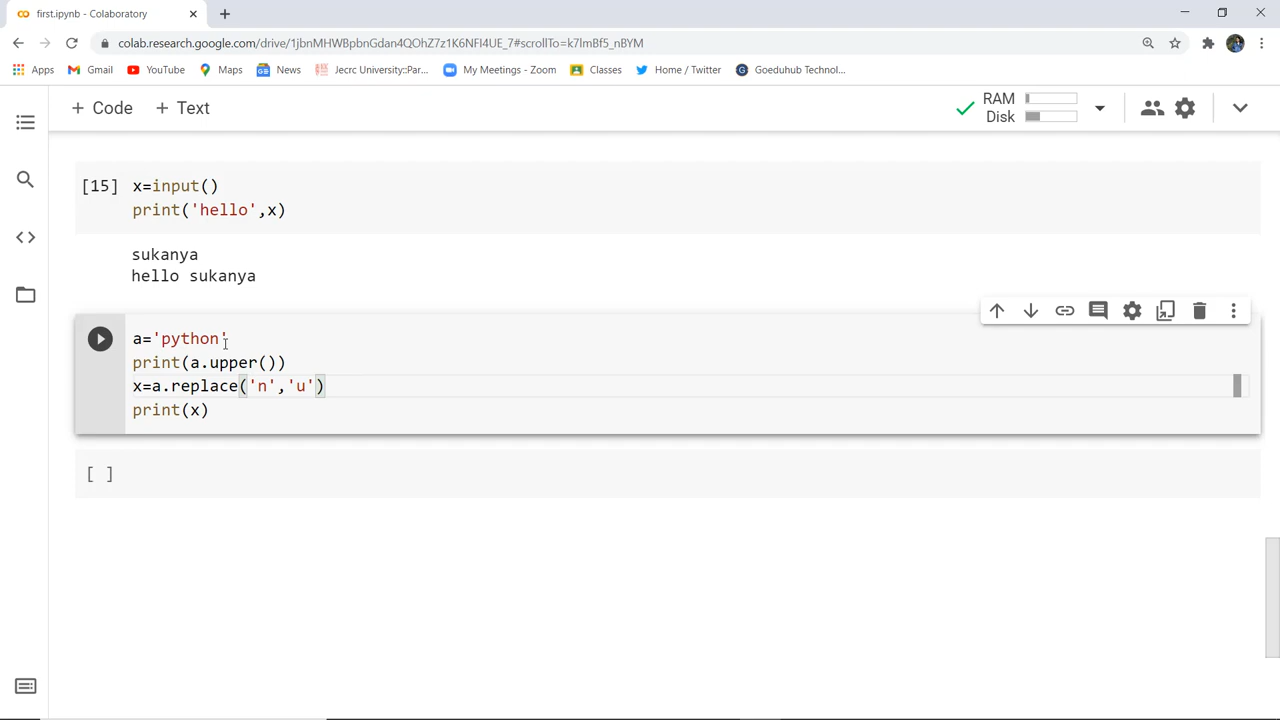 first.ipynb - Colaboratory
colab.research.google.com/drive/1jbnMHWBpbnGdan4QOhZ7z1K6NFI4UE_7#scrollTo=k7lmBf5_nBYM
Apps Gmail YouTube Maps News Jecrc University::Par... My Meetings - Zoom Classes Home / Twitter Goeduhub Technol...
+ Code + Text RAM
Disk
[15] x=input()
print('hello',x)
sukanya
hello sukanya
a='python'
print(a.upper())
x=a.replace('n','u')
print(x)
[ ]